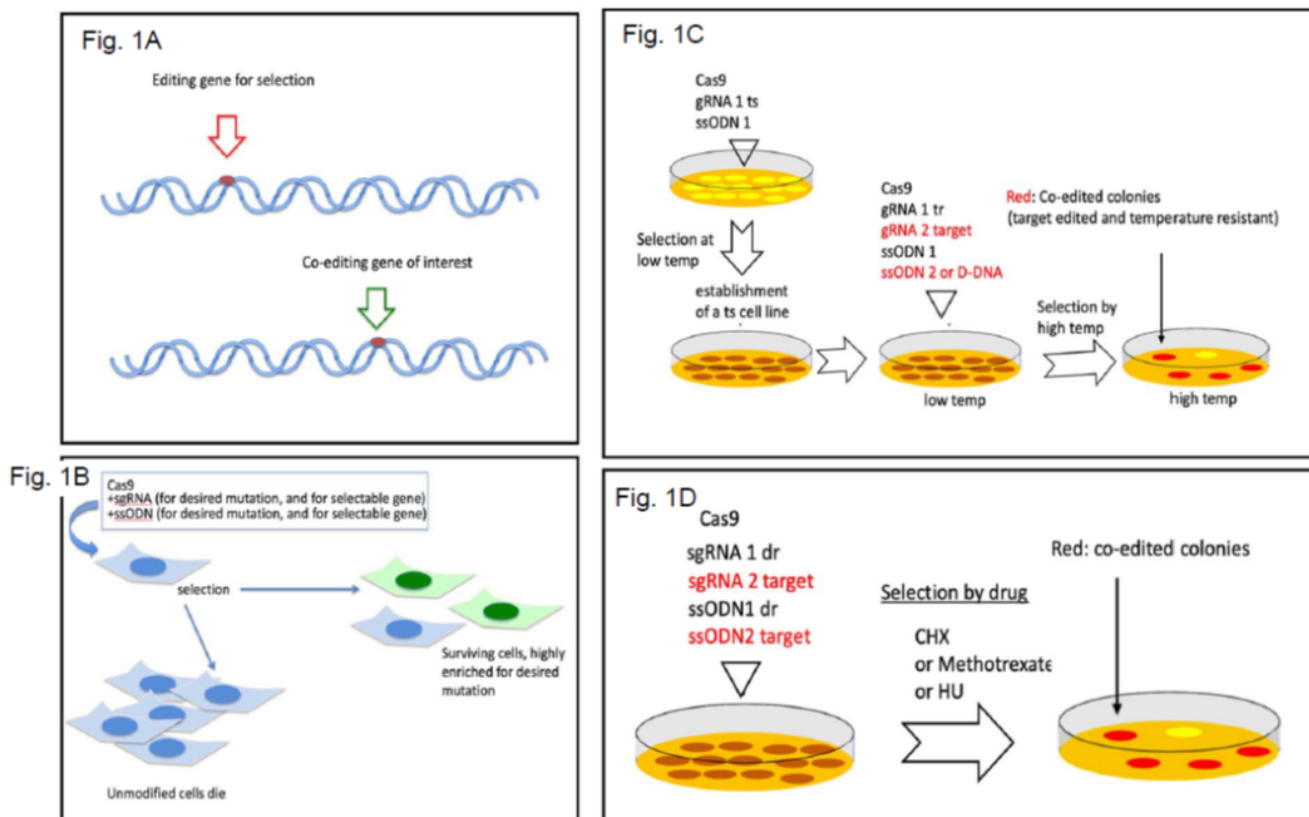 Fig. 1A
Editing gene for selection
Co-editing gene of interest
Fig. 1B
Cas9
+sgRNA (for desired mutation, and for selectable gene)
+ssODN (for desired mutation, and for selectable gene)
selection
Surviving cells, highly
enriched for desired
mutation
Unmodified cells die
Fig. 1C
Cas9
gRNA 1 ts
ssODN 1
Selection at
low temp
establishment
of a ts cell line
Cas9
gRNA 1 tr
gRNA 2 target
ssODN 1
ssODN 2 or D-DNA
low temp
Selection by
high temp
Red: Co-edited colonies
(target edited and temperature resistant)
high temp
Fig. 1D
Cas9
sgRNA 1 dr
sgRNA 2 target
ssODN1 dr
ssODN2 target
Selection by drug
CHX
or Methotrexate
or HU
Red: co-edited colonies